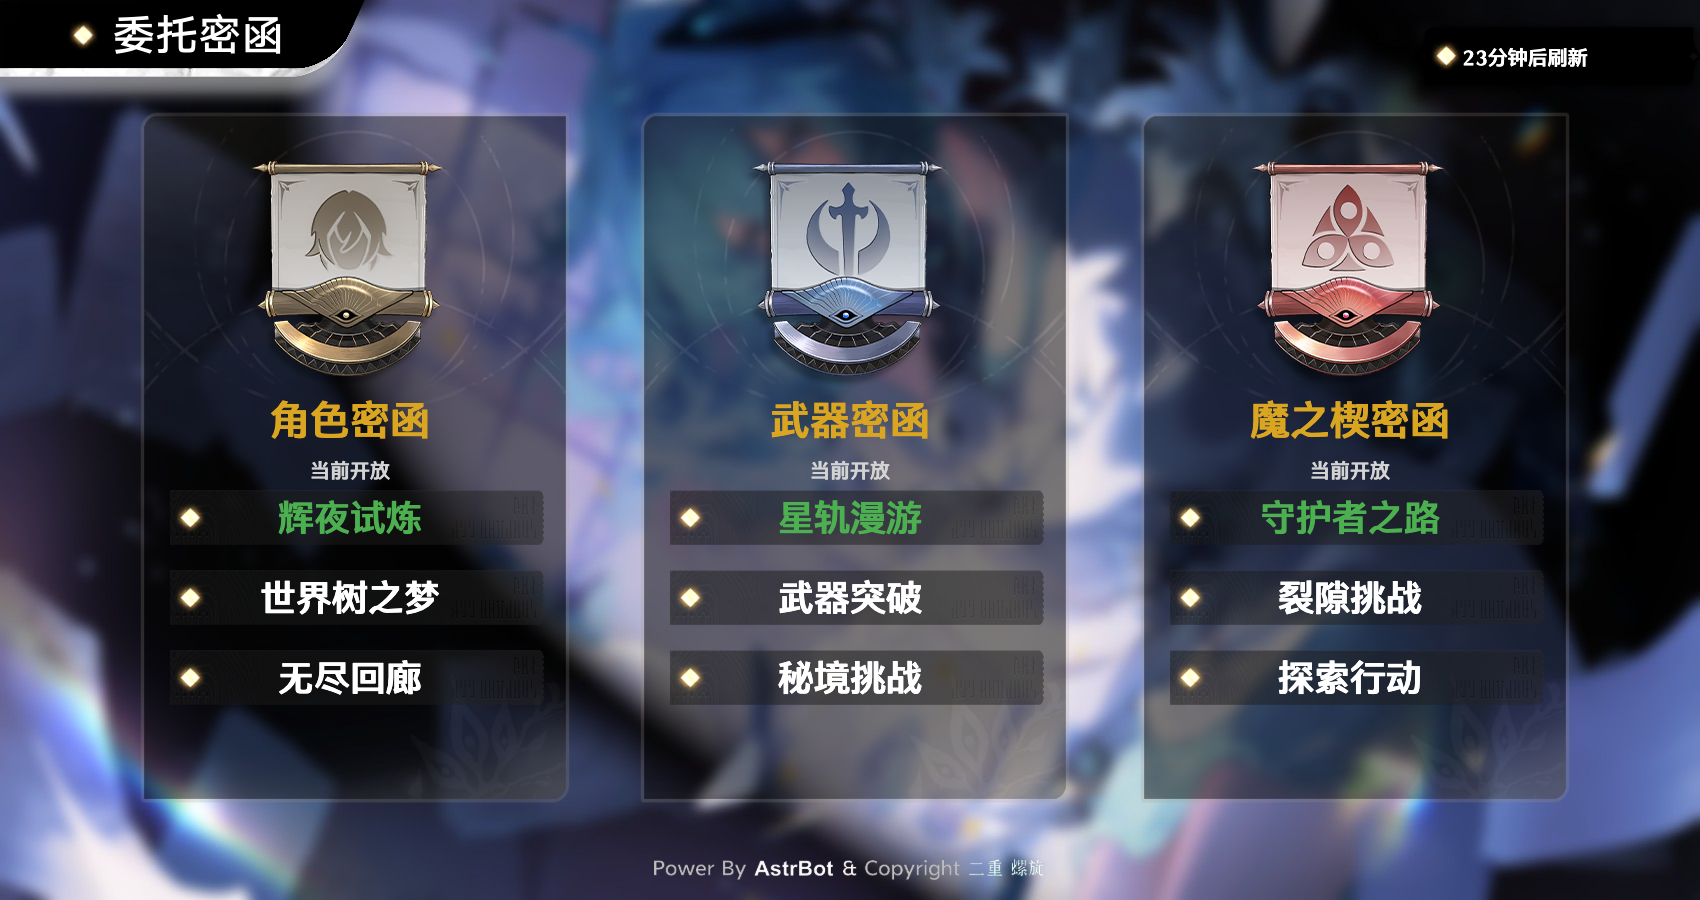 委托密函
23分钟后刷新
角色密函
当前开放
辉夜试炼
世界树之梦
无尽回廊
武器密函
当前开放
星轨漫游
武器突破
秘境挑战
魔之楔密函
当前开放
守护者之路
裂隙挑战
探索行动
Power By AstrBot & Copyright 二重螺旋